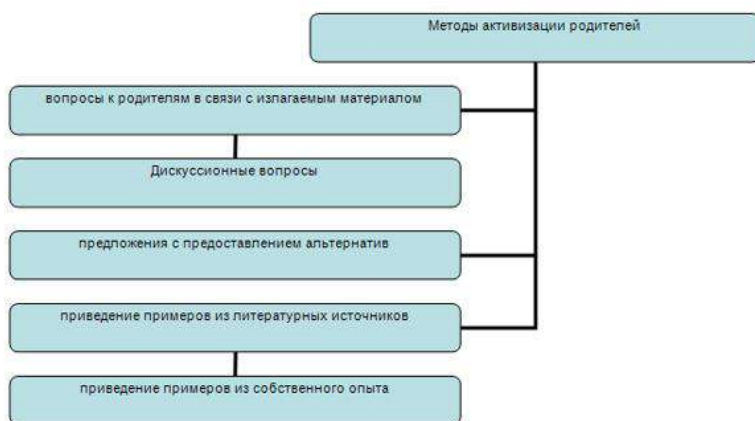 Методы активизации родителей
вопросы к родителям в связи с излагаемым материалом
Дискуссионные вопросы
предложения с предоставлением альтернатив
приведение примеров из литературных источников
приведение примеров из собственного опыта